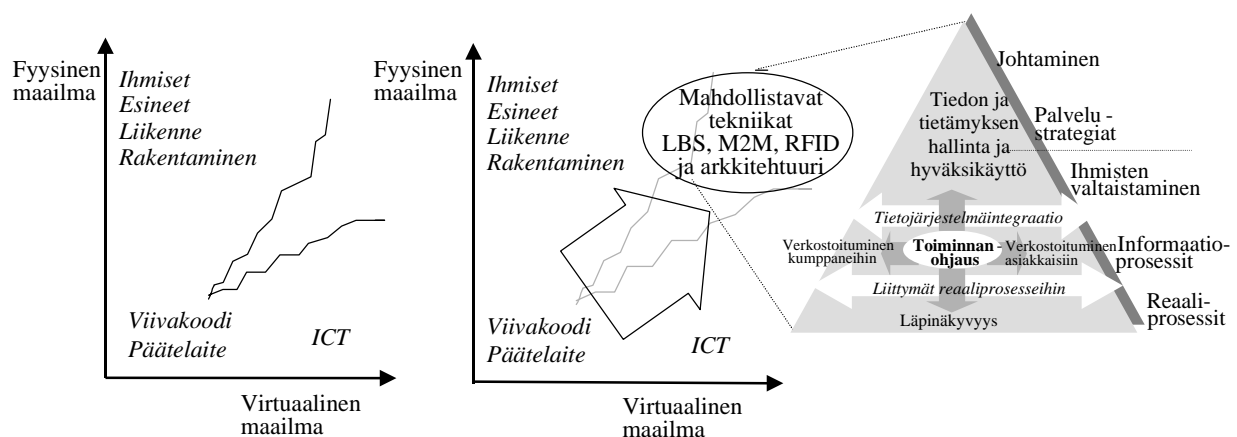 Fyysinen
maailma
Ihmiset
Esineet
Liikenne
Rakentaminen
Viivakoodi
Päätelaite
ICT
Virtuaalinen
maailma
Fyysinen
maailma
Ihmiset
Esineet
Liikenne
Rakentaminen
Mahdollistavat
tekniikat
LBS, M2M, RFID
ja arkkitehtuuri
Viivakoodi
Päätelaite
ICT
Virtuaalinen
maailma
Tiedon ja
tietämyksen
hallinta ja
hyväksikäyttö
Tietojärjestelmäintegraatio
Verkostoituminen
kumppaneihin
Toiminnan-
ohjaus
Verkostoituminen
asiakkaisiin
Liittymät reaaliprosesseihin
Läpinäkyvyys
Johtaminen
Palvelu -
strategiat
Ihmisten
valtaistaminen
Informaatio-
prosessit
Reaali-
prosessit